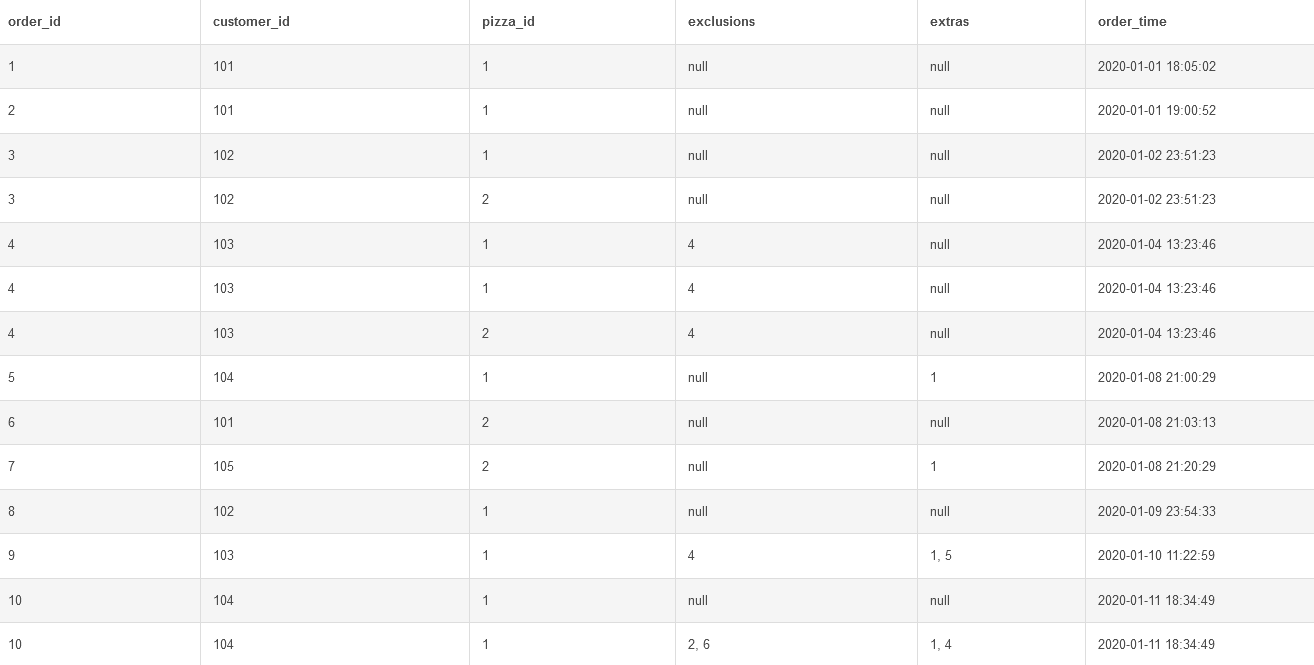 order_id customer_id pizza_id exclusions extras order_time
1 101 1 null null 2020-01-01 18:05:02
2 101 1 null null 2020-01-01 19:00:52
3 102 1 null null 2020-01-02 23:51:23
3 102 2 null null 2020-01-02 23:51:23
4 103 1 4 null 2020-01-04 13:23:46
4 103 1 4 null 2020-01-04 13:23:46
4 103 2 4 null 2020-01-04 13:23:46
5 104 1 null 1 2020-01-08 21:00:29
6 101 2 null null 2020-01-08 21:03:13
7 105 2 null 1 2020-01-08 21:20:29
8 102 1 null null 2020-01-09 23:54:33
9 103 1 4 1, 5 2020-01-10 11:22:59
10 104 1 null null 2020-01-11 18:34:49
10 104 1 2, 6 1, 4 2020-01-11 18:34:49